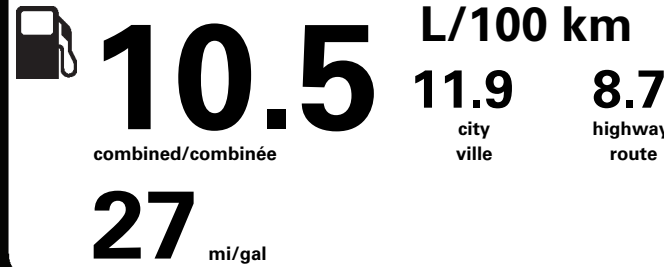 L/100 km
10.5
combined/combinée
11.9
city
ville
8.7
highway
route
27 mi/gal